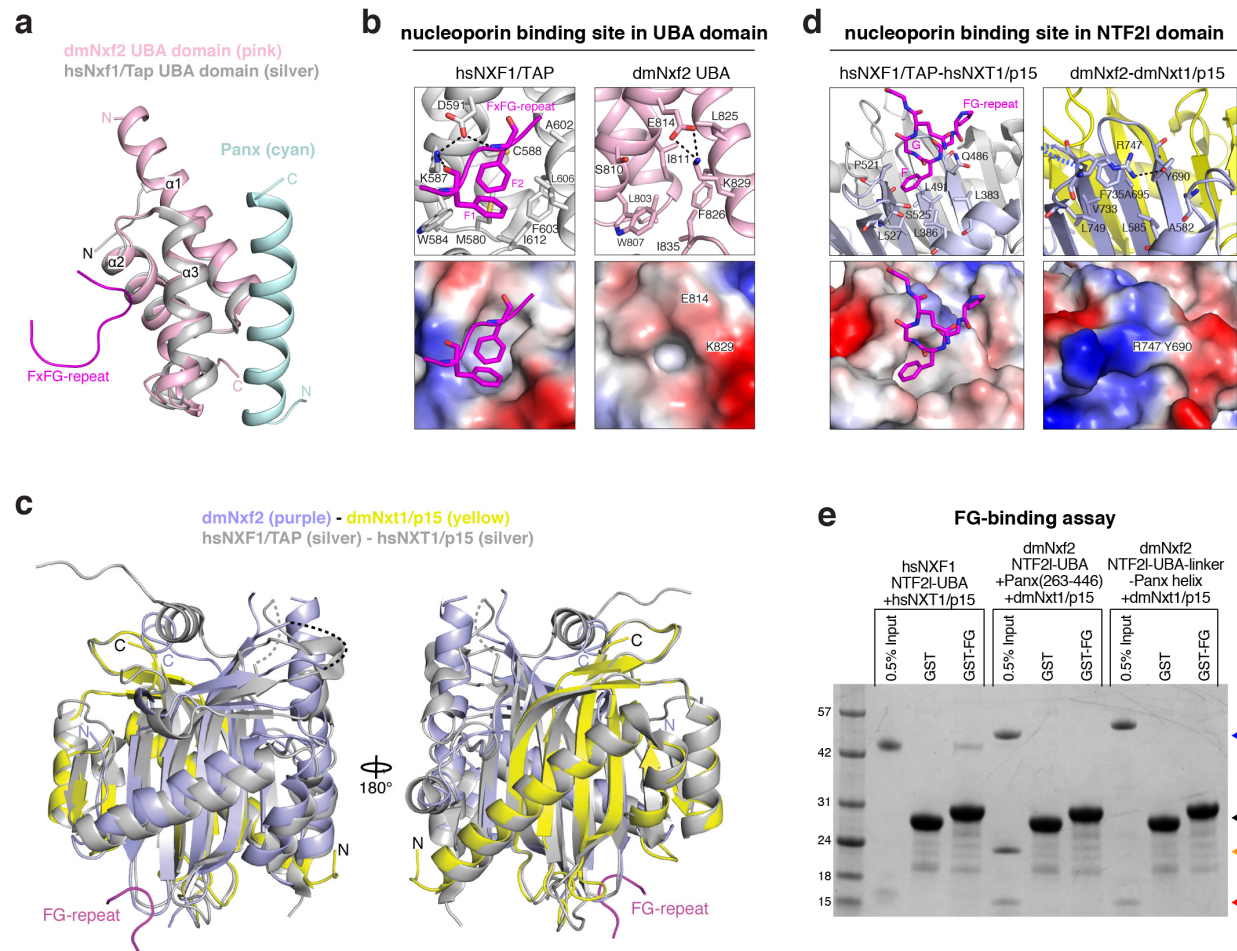 a
dmNxf2 UBA domain (pink)
hsNxf1/Tap UBA domain (silver)
N
Panx (cyan)
C
α1
N
α2
α3
FxFG-repeat
C
N
b
nucleoporin binding site in UBA domain
hsNXF1/TAP
dmNxf2 UBA
D591
FxFG-repeat
A602
C588
K587
F2
L606
F1
W584
M580
F603
I612
E814
L825
I811
S810
K829
L803
F826
W807
I835
E814
K829
d
nucleoporin binding site in NTF2l domain
hsNXF1/TAP-hsNXT1/p15
dmNxf2-dmNxt1/p15
FG-repeat
G
Q486
P521
F
L491
L383
S525
L527
L386
R747
Y690
F735
A695
V733
L749
L585
A582
R747 Y690
c
dmNxf2 (purple) - dmNxt1/p15 (yellow)
hsNXF1/TAP (silver) - hsNXT1/p15 (silver)
C
C
N
N
FG-repeat
180°
C
C
N
N
FG-repeat
e
FG-binding assay
hsNXF1
NTF2l-UBA
+hsNXT1/p15
dmNxf2
NTF2l-UBA
+Panx(263-446)
+dmNxt1/p15
dmNxf2
NTF2l-UBA-linker
-Panx helix
+dmNxt1/p15
0.5% Input
GST
GST-FG
0.5% Input
GST
GST-FG
0.5% Input
GST
GST-FG
57
42
31
24
18
15